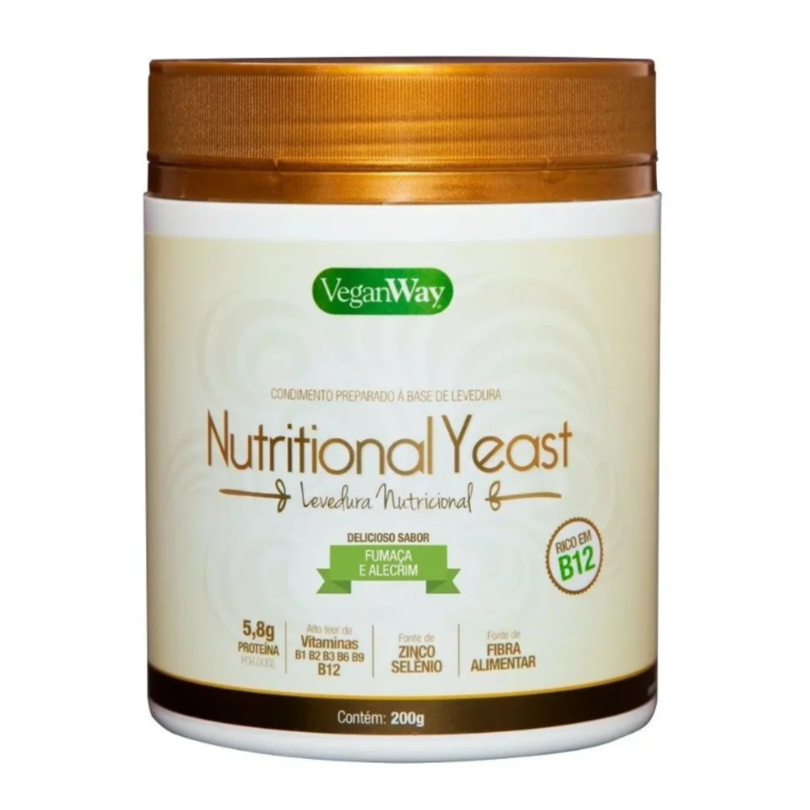 VeganWay
CONDIMENTO PREPARADO À BASE DE LEVEDURA
Nutritional Yeast
Levedura Nutricional
DELICIOSO SABOR
FUMAÇA
E ALECRIM
RICO EM
B12
5,8g
PROTEÍNA
POR DOSE
Alto teor de
Vitaminas
B1 B2 B3 B6 B9
B12
Fonte de
ZINCO
SELÊNIO
Fonte de
FIBRA
ALIMENTAR
Contém: 200g